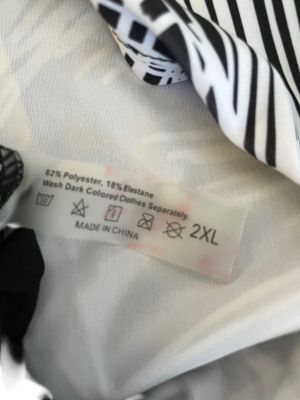 82% Polyester, 18% Elastane
Wash Dark Colored Clothes Separately.
2XL
MADE IN CHINA